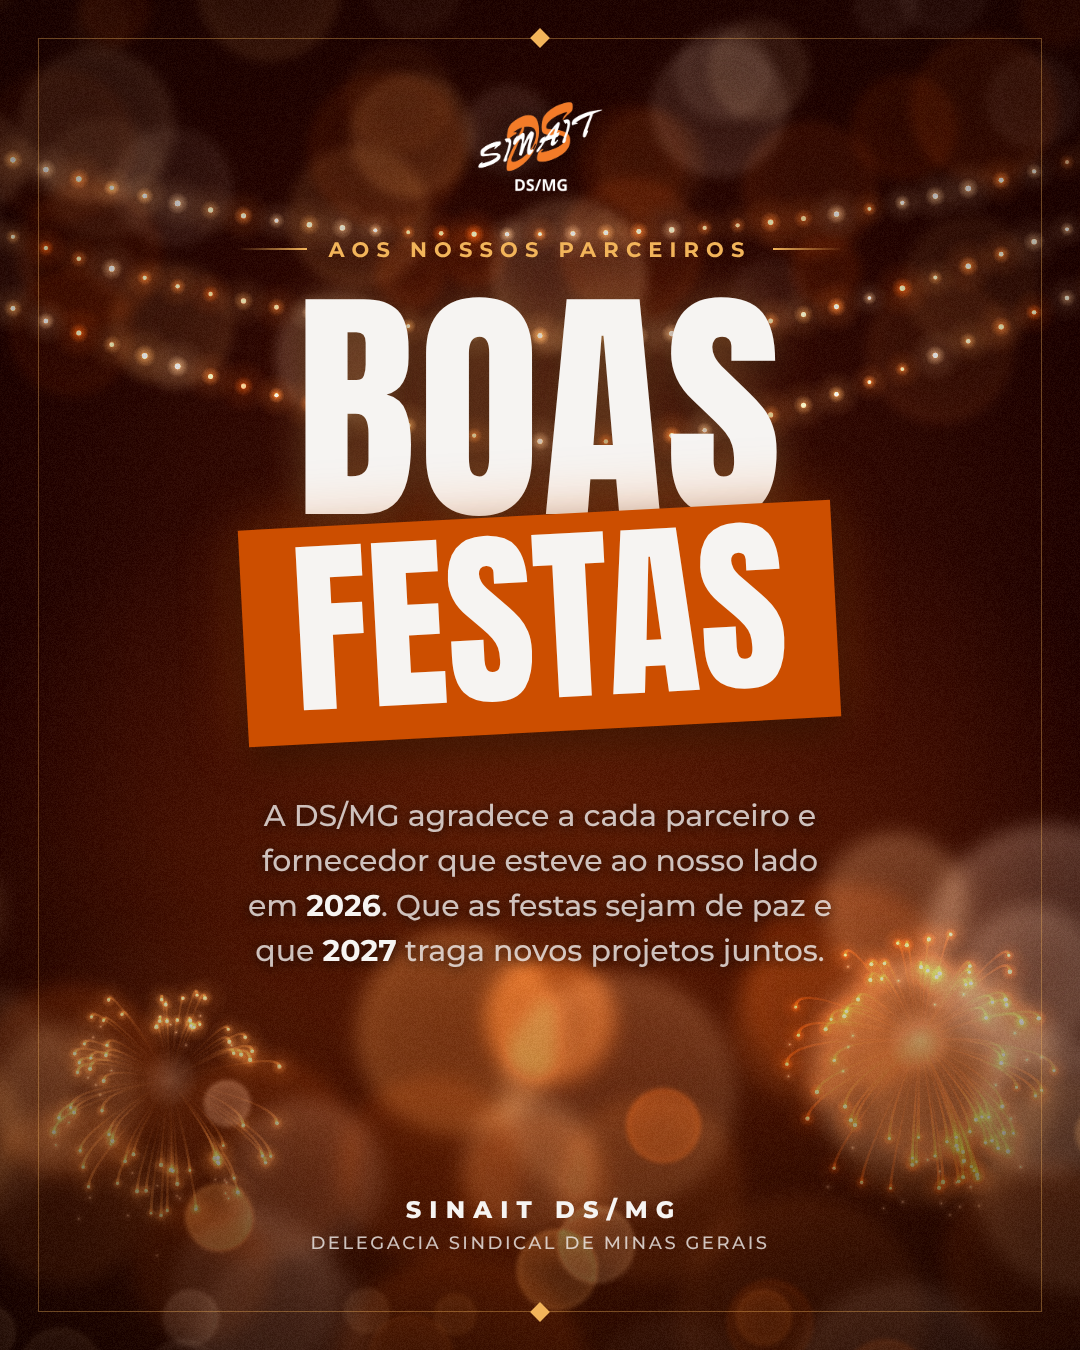 SINAIT
DS
DS/MG
AOS NOSSOS PARCEIROS
BOAS
FESTAS
A DS/MG agradece a cada parceiro e
fornecedor que esteve ao nosso lado
em 2026. Que as festas sejam de paz e
que 2027 traga novos projetos juntos.
SINAIT DS/MG
DELEGACIA SINDICAL DE MINAS GERAIS